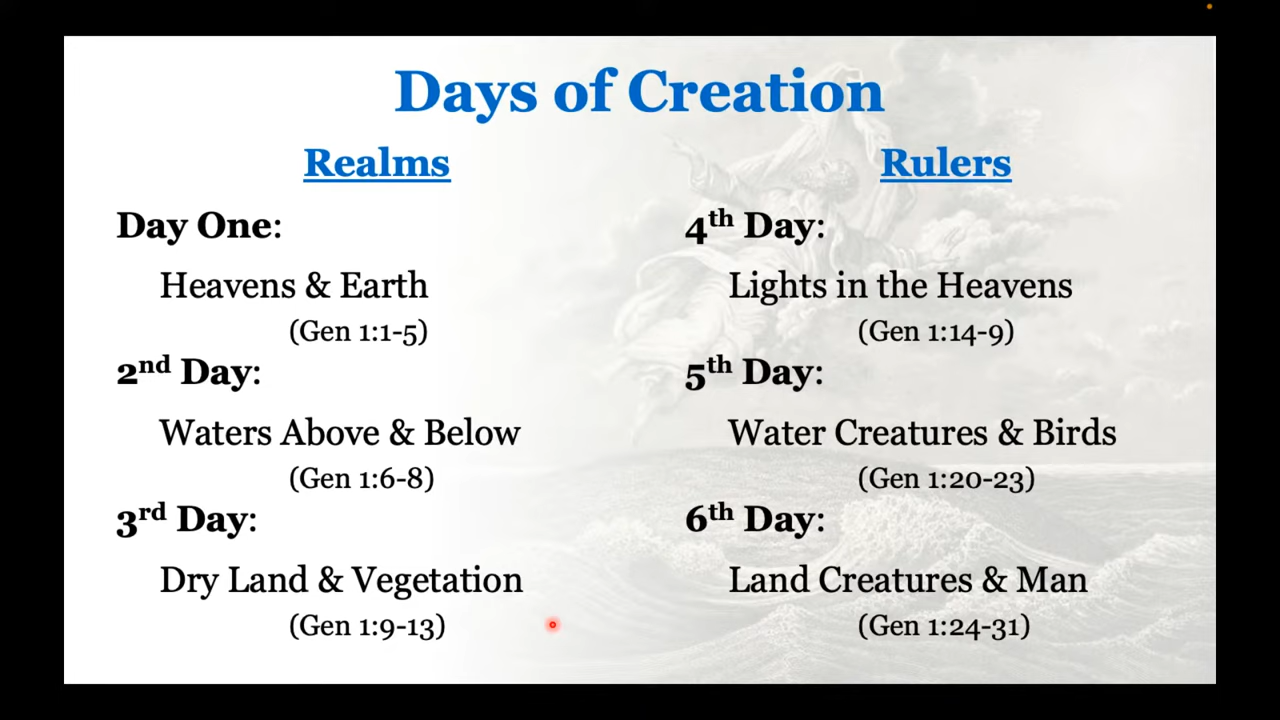 Days of Creation
Realms
Day One:
Heavens & Earth
(Gen 1:1-5)
2nd Day:
Waters Above & Below
(Gen 1:6-8)
3rd Day:
Dry Land & Vegetation
(Gen 1:9-13)
Rulers
4th Day:
Lights in the Heavens
(Gen 1:14-9)
5th Day:
Water Creatures & Birds
(Gen 1:20-23)
6th Day:
Land Creatures & Man
(Gen 1:24-31)